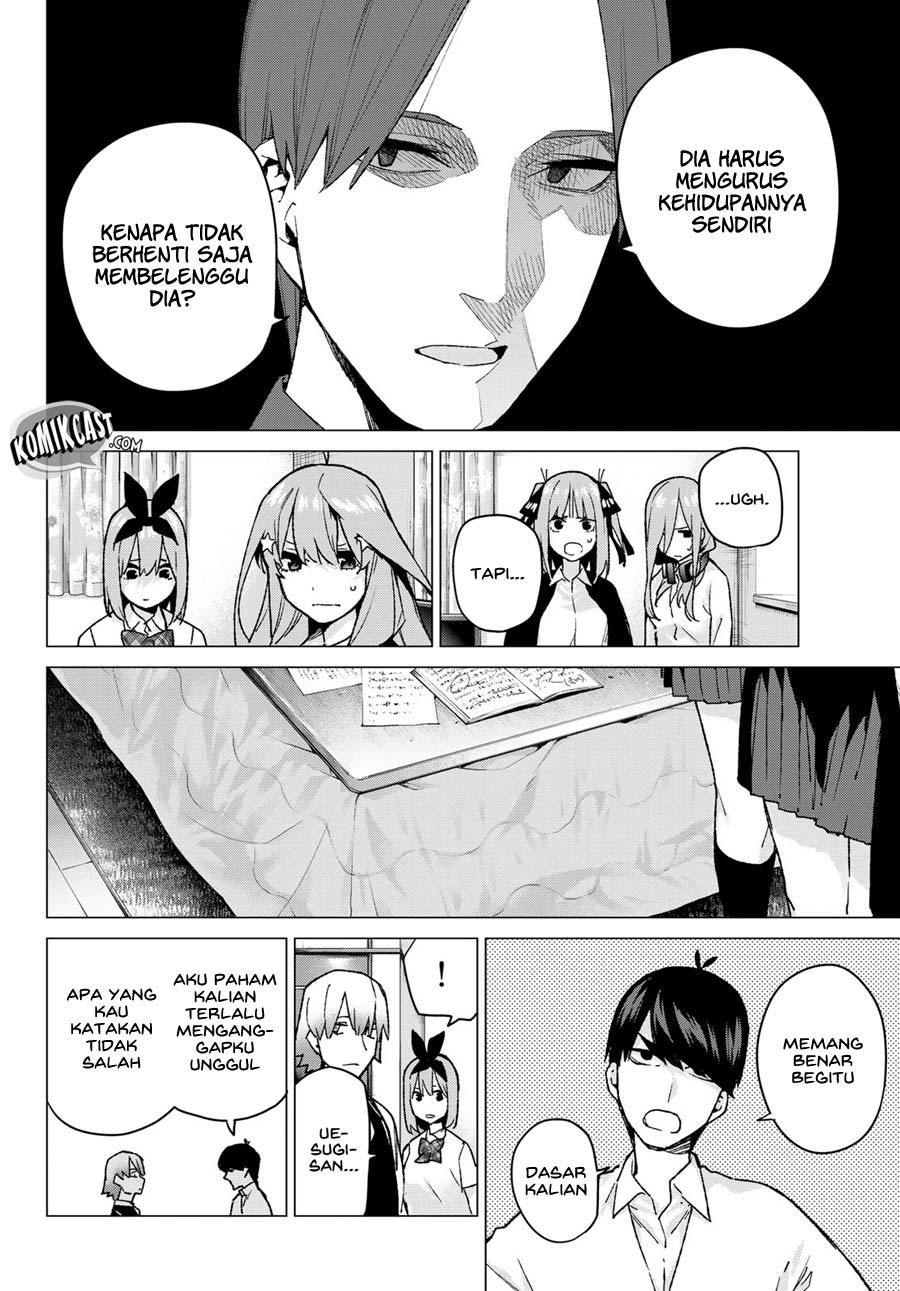 DIA HARUS
MENGURUS
KEHIDUPANNYA
SENDIRI
KENAPA TIDAK
BERHENTI SAJA
MEMBELENGGU
DIA?
KOMIKCAST
.COM
...UGH.
TAPI...
MEMANG
BENAR
BEGITU
DASAR
KALIAN
!
UE-
SUGI-
SAN...
AKU PAHAM
KALIAN
TERLALU
MENGANG-
GAPKU
UNGGUL
APA YANG
KAU
KATAKAN
TIDAK
SALAH